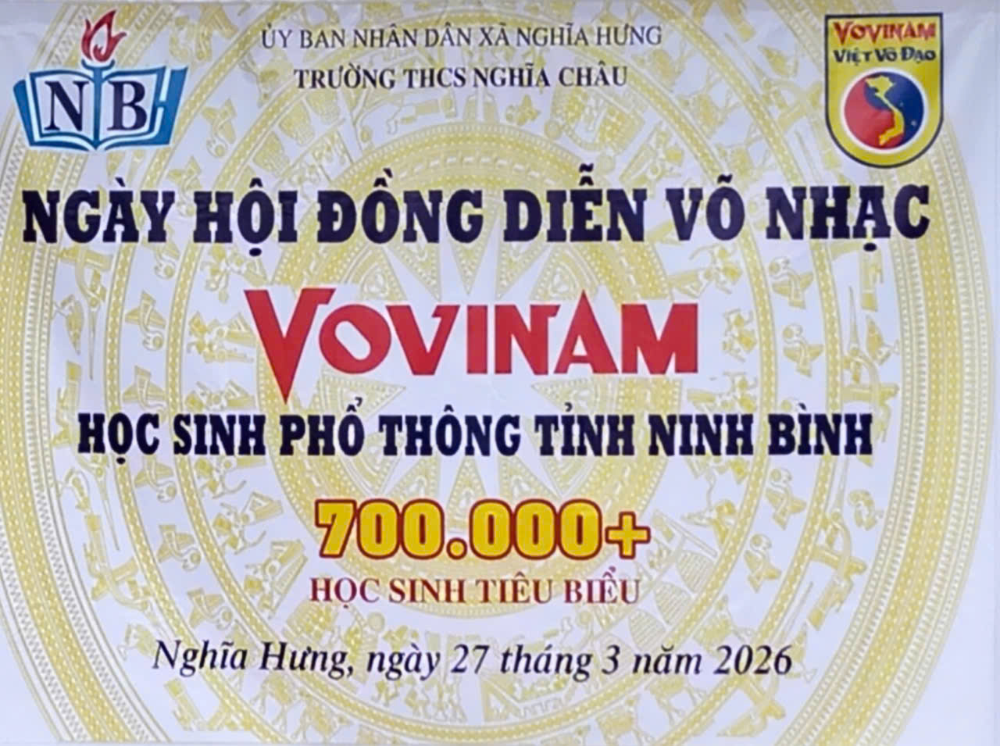 ỦY BAN NHÂN DÂN XÃ NGHĨA HƯNG
TRƯỜNG THCS NGHĨA CHÂU
NB
VOVINAM
VIỆT VÕ ĐẠO
NGÀY HỘI ĐỒNG DIỄN VÕ NHẠC
VOVINAM
HỌC SINH PHỔ THÔNG TỈNH NINH BÌNH
700.000+
HỌC SINH TIÊU BIỂU
Nghĩa Hưng, ngày 27 tháng 3 năm 2026